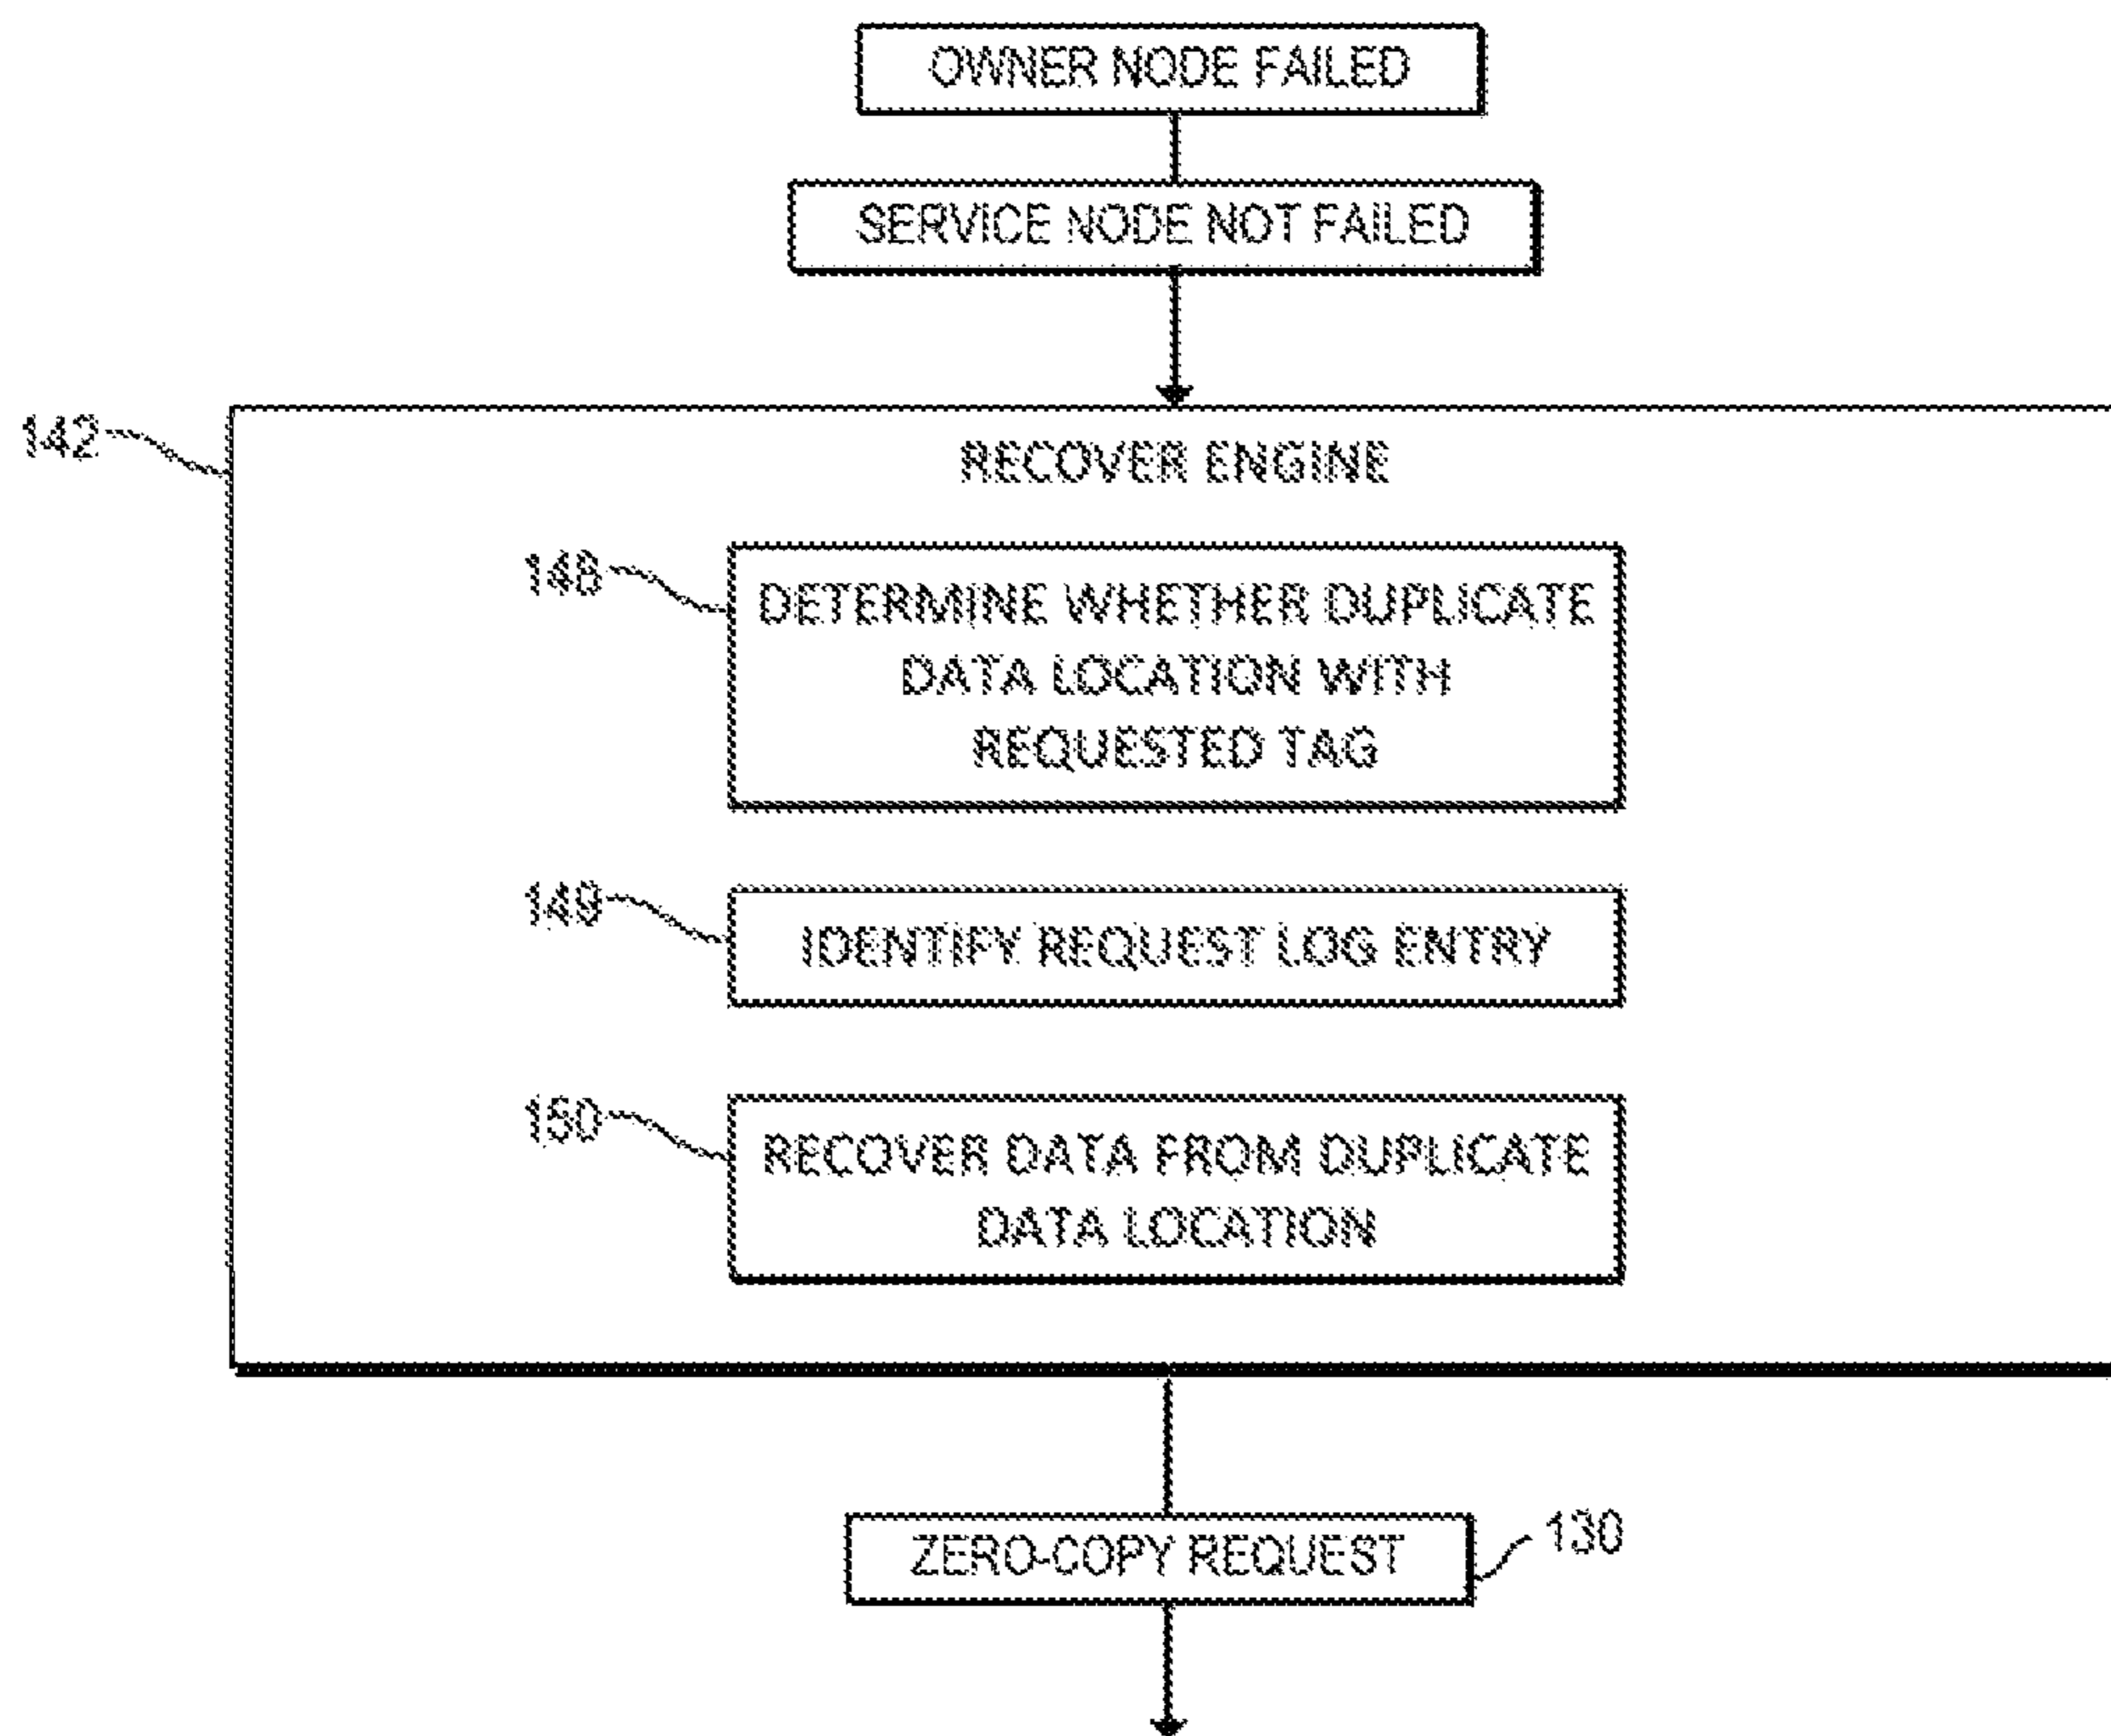 OWNER NODE FAILED
SERVICE NODE NOT FAILED
142
RECOVER ENGINE
148
DETERMINE WHETHER DUPLICATE
DATA LOCATION WITH
REQUESTED TAG
149
IDENTIFY REQUEST LOG ENTRY
150
RECOVER DATA FROM DUPLICATE
DATA LOCATION
ZERO-COPY REQUEST
130